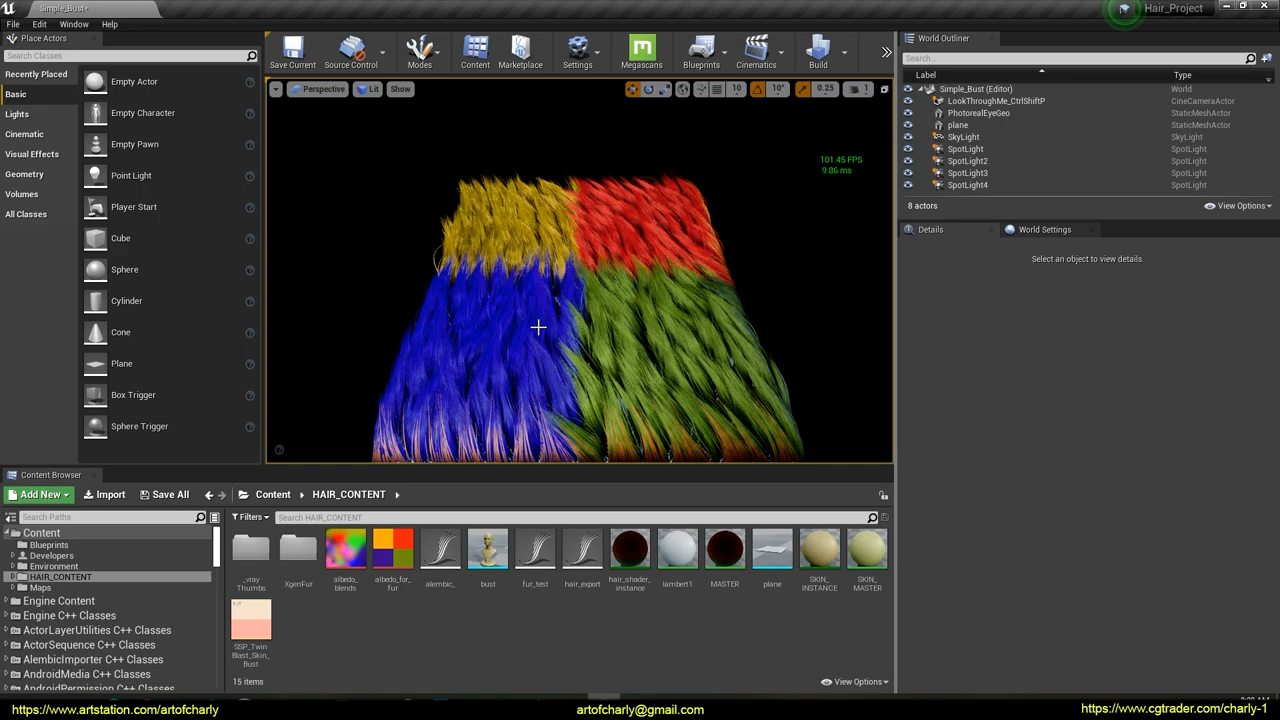 Simple_Bust•
Hair_Project
File Edit Window Help
Place Actors
Search Classes
Recently Placed
Basic
Lights
Cinematic
Visual Effects
Geometry
Volumes
All Classes
Empty Actor
Empty Character
Empty Pawn
Point Light
Player Start
Cube
Sphere
Cylinder
Cone
Plane
Box Trigger
Sphere Trigger
Save Current
Source Control
Modes
Content
Marketplace
Settings
Megascans
Blueprints
Cinematics
Build
Perspective Lit Show
10 10° 0.25 1
101.45 FPS
9.86 ms
World Outliner
Search...
Label Type
Simple_Bust (Editor) World
LookThroughMe_CtrlShiftP CineCameraActor
PhotorealEyeGeo StaticMeshActor
plane StaticMeshActor
SkyLight SkyLight
SpotLight SpotLight
SpotLight2 SpotLight
SpotLight3 SpotLight
SpotLight4 SpotLight
8 actors View Options
Details World Settings
Select an object to view details.
Content Browser
Add New Import Save All Content HAIR_CONTENT
Search Paths
Content
Blueprints
Developers
Environment
HAIR_CONTENT
Maps
Engine Content
Engine C++ Classes
ActorLayerUtilities C++ Classes
ActorSequence C++ Classes
AlembicImporter C++ Classes
AndroidMedia C++ Classes
AndroidPermission C++ Classes
Filters Search HAIR_CONTENT
_vray
Thumbs
XgenFur
albedo_
blends
albedo_for_
fur
alembic_
bust
fur_test
hair_export
hair_shader_
instance
lambert1
MASTER
plane
SKIN_
INSTANCE
SKIN_
MASTER
SSP_Twin
Blast_Skin_
Bust
15 items View Options
https://www.artstation.com/artofcharly
artofcharly@gmail.com
https://www.cgtrader.com/charly-1